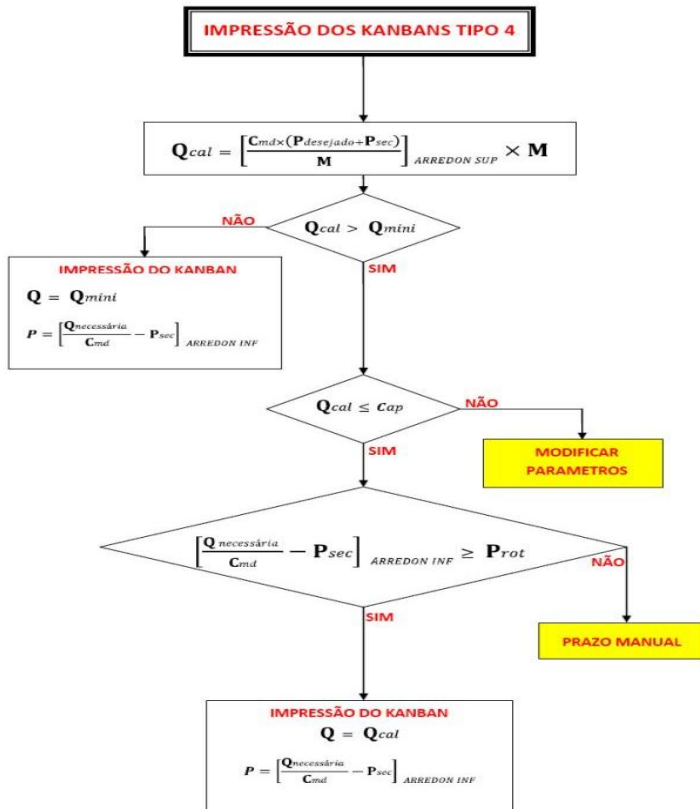 IMPRESSÃO DOS KANBANS TIPO 4
Qcal = [Cmd×(Pdesejado+Psec) / M] ARREDON SUP × M
NÃO
Qcal > Qmini
SIM
IMPRESSÃO DO KANBAN
Q = Qmini
P = [Qnecessária / Cmd − Psec] ARREDON INF
Qcal ≤ Cap
NÃO
SIM
MODIFICAR
PARAMETROS
[Q necessária / Cmd − Psec] ARREDON INF ≥ Prot
NÃO
SIM
PRAZO MANUAL
IMPRESSÃO DO KANBAN
Q = Qcal
P = [Qnecessária / Cmd − Psec] ARREDON INF